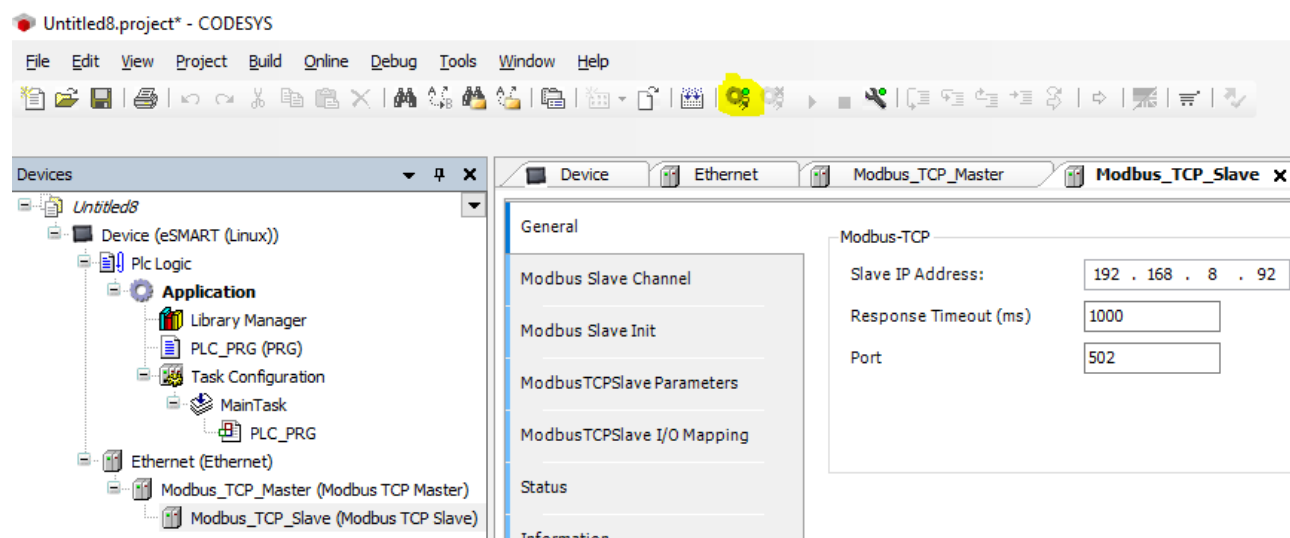 Untitled8.project* - CODESYS
File Edit View Project Build Online Debug Tools Window Help
Devices
Device Ethernet Modbus_TCP_Master Modbus_TCP_Slave
Untitled8
Device (eSMART (Linux))
Plc Logic
Application
Library Manager
PLC_PRG (PRG)
Task Configuration
MainTask
PLC_PRG
Ethernet (Ethernet)
Modbus_TCP_Master (Modbus TCP Master)
Modbus_TCP_Slave (Modbus TCP Slave)
General
Modbus Slave Channel
Modbus Slave Init
ModbusTCPSlave Parameters
ModbusTCPSlave I/O Mapping
Status
Information
Modbus-TCP
Slave IP Address: 192 . 168 . 8 . 92
Response Timeout (ms) 1000
Port 502